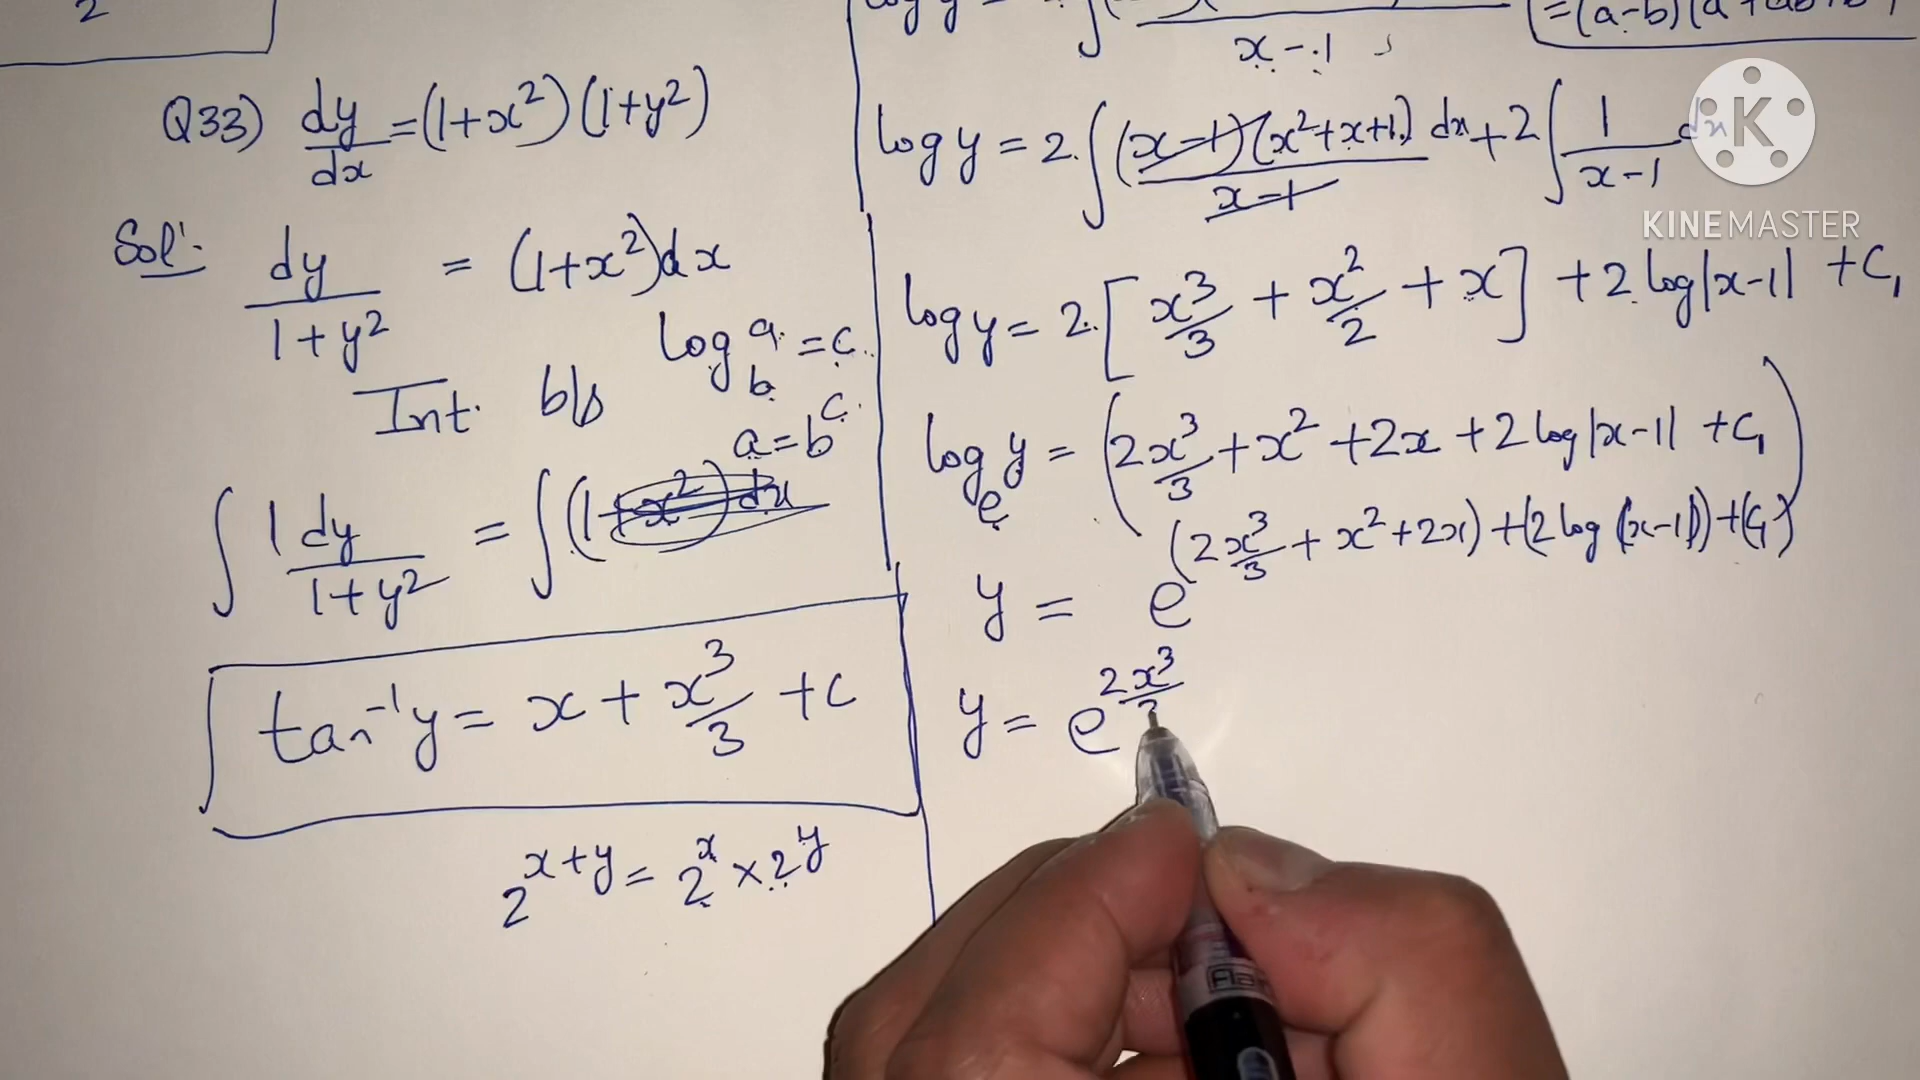 2
Q33) dy/dx = (1+x²)(1+y²)
Sol':- dy/1+y² = (1+x²)dx
Int. b/s
log_b a = c
a = b^c
∫ 1 dy/1+y² = ∫(1+x²) dx
tan⁻¹y = x + x³/3 + c
2^x+y = 2^x × 2^y
x-1
=(a-b)(a
log y = 2. ∫ (x-1)(x²+x+1)/x-1 dx + 2 ∫ 1/x-1 dx
log y = 2. [x³/3 + x²/2 + x] + 2 log|x-1| + C₁
log_e y = (2x³/3 + x² + 2x + 2 log|x-1| + C₁)
y = e^(2x³/3 + x² + 2x) + (2 log (x-1)) + (C₁)
y = e^2x³/3
K
KINEMASTER